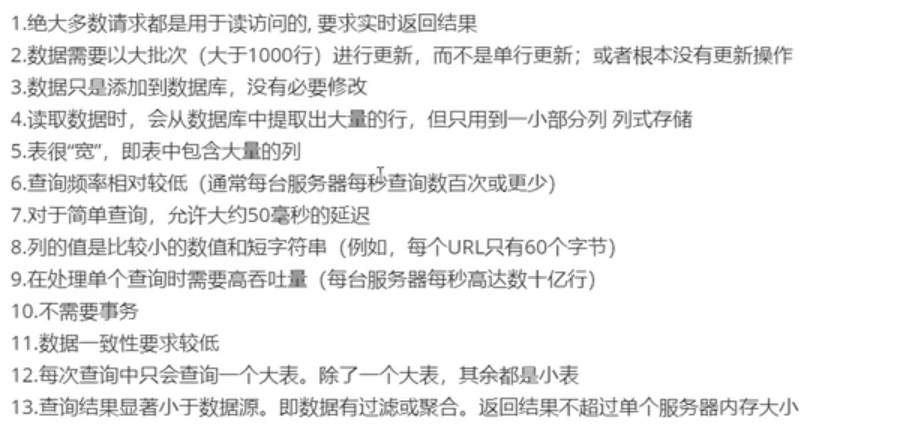 1.绝大多数请求都是用于读访问的, 要求实时返回结果
2.数据需要以大批次（大于1000行）进行更新，而不是单行更新；或者根本没有更新操作
3.数据只是添加到数据库，没有必要修改
4.读取数据时，会从数据库中提取出大量的行，但只用到一小部分列 列式存储
5.表很“宽”，即表中包含大量的列
6.查询频率相对较低（通常每台服务器每秒查询数百次或更少）
7.对于简单查询，允许大约50毫秒的延迟
8.列的值是比较小的数值和短字符串（例如，每个URL只有60个字节）
9.在处理单个查询时需要高吞吐量（每台服务器每秒高达数十亿行）
10.不需要事务
11.数据一致性要求较低
12.每次查询中只会查询一个大表。除了一个大表，其余都是小表
13.查询结果显著小于数据源。即数据有过滤或聚合。返回结果不超过单个服务器内存大小